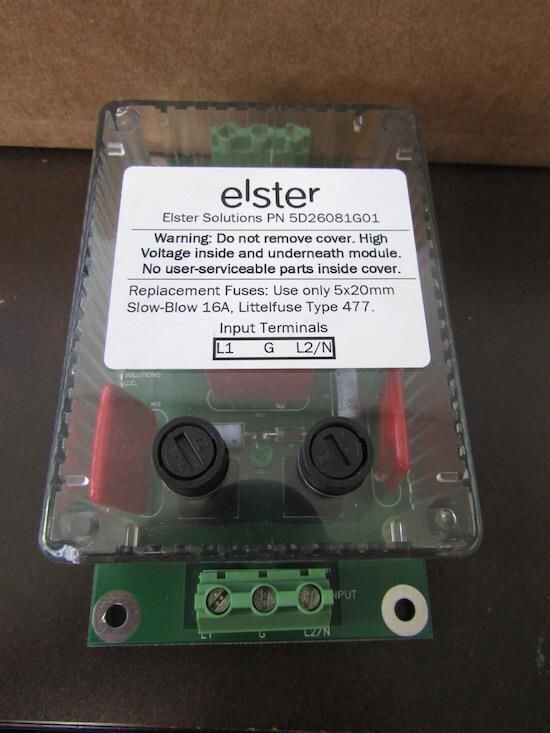 elster
Elster Solutions PN 5D26081G01
Warning: Do not remove cover. High
Voltage inside and underneath module.
No user-serviceable parts inside cover.
Replacement Fuses: Use only 5x20mm
Slow-Blow 16A, Littelfuse Type 477.
Input Terminals
L1 G L2/N
SOLUTIONS
LLC.
INPUT
L1 G L2/N